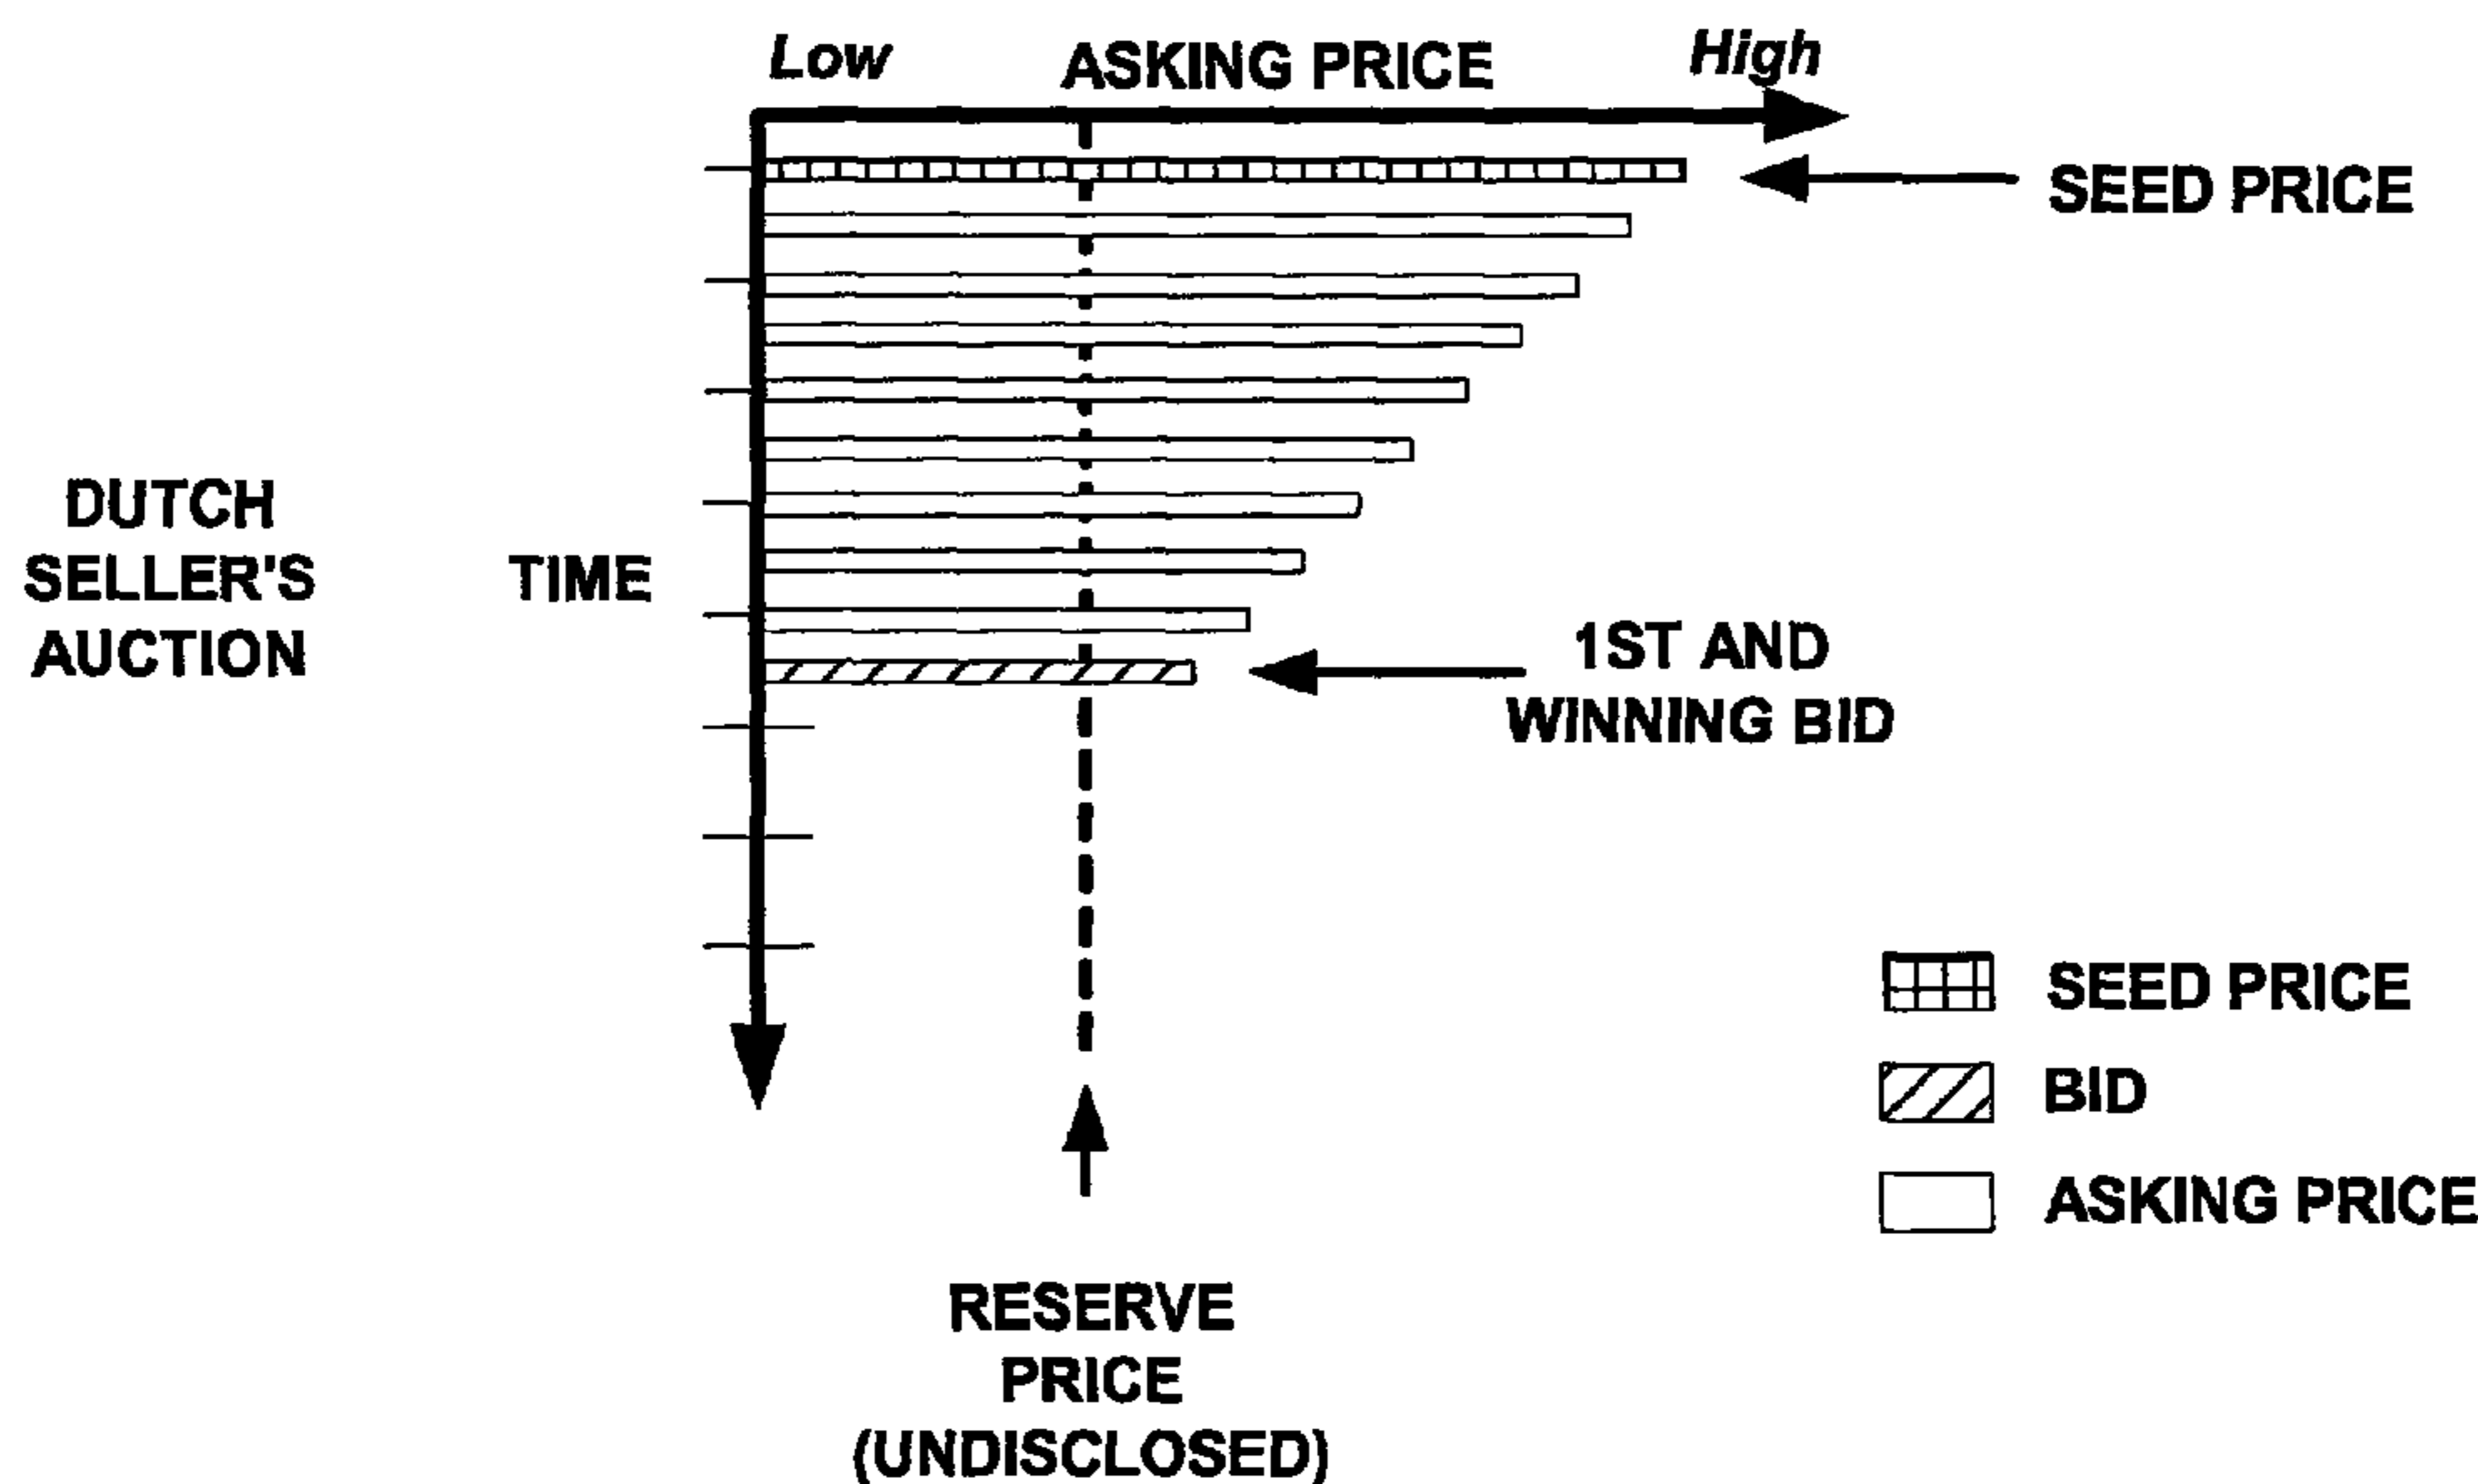 Low ASKING PRICE High
SEED PRICE
DUTCH
SELLER'S
AUCTION
TIME
1ST AND
WINNING BID
SEED PRICE
BID
ASKING PRICE
RESERVE
PRICE
(UNDISCLOSED)